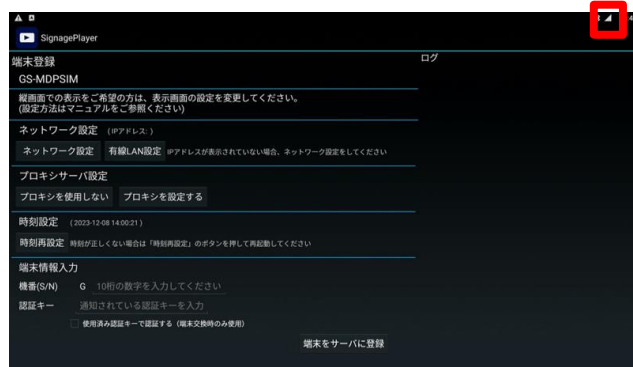 SignagePlayer
端末登録
ログ
GS-MDPSIM
縦画面での表示をご希望の方は、表示画面の設定を変更してください。
(設定方法はマニュアルをご参照ください)
ネットワーク設定 (IPアドレス: )
ネットワーク設定 有線LAN設定 IPアドレスが表示されていない場合、ネットワーク設定をしてください
プロキシサーバ設定
プロキシを使用しない プロキシを設定する
時刻設定 (2023-12-08 14:00:21)
時刻再設定 時刻が正しくない場合は「時刻再設定」のボタンを押して再起動してください
端末情報入力
機番(S/N) G 10桁の数字を入力してください
認証キー 通知されている認証キーを入力
使用済み認証キーで認証する（端末交換時のみ使用）
端末をサーバに登録